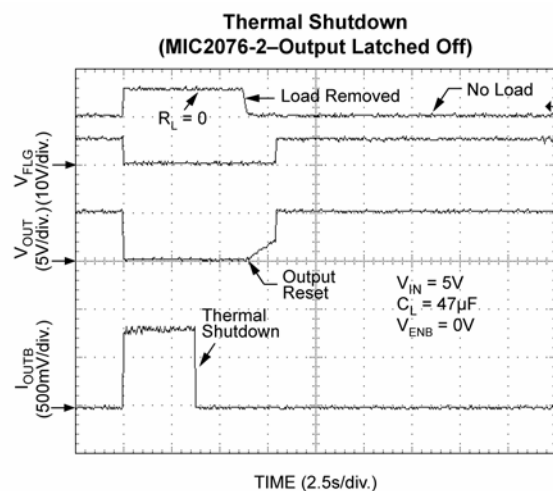 Thermal Shutdown
(MIC2076-2–Output Latched Off)
Load Removed
No Load
R_L = 0
V_FLG
(10V/div.)
V_OUT
(5V/div.)
Output
Reset
V_IN = 5V
C_L = 47µF
V_ENB = 0V
Thermal
Shutdown
I_OUTB
(500mV/div.)
TIME (2.5s/div.)